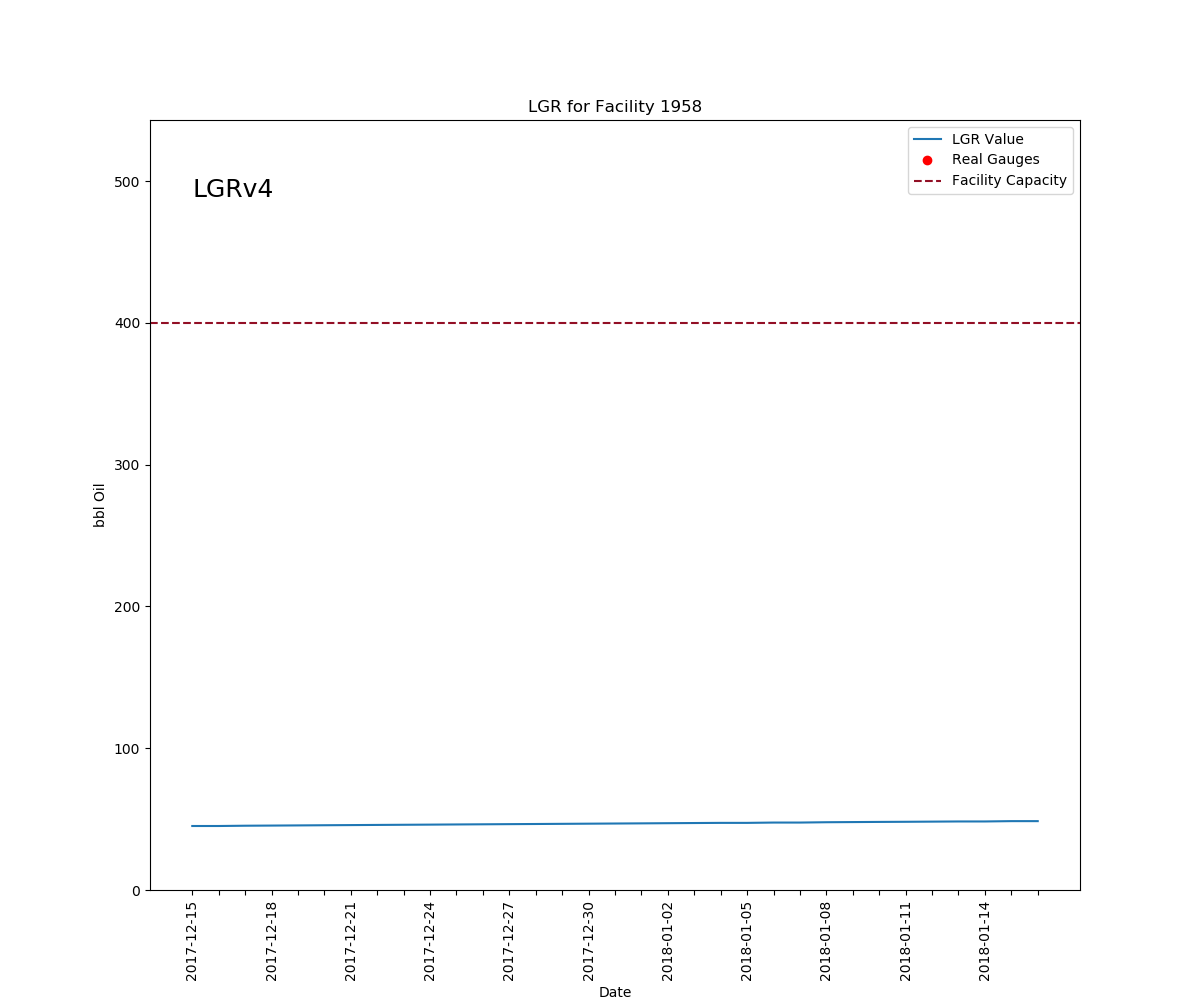 LGR for Facility 1958
LGR Value
Real Gauges
Facility Capacity
LGRv4
500
400
300
200
100
0
bbl Oil
2017-12-15
2017-12-18
2017-12-21
2017-12-24
2017-12-27
2017-12-30
2018-01-02
2018-01-05
2018-01-08
2018-01-11
2018-01-14
Date